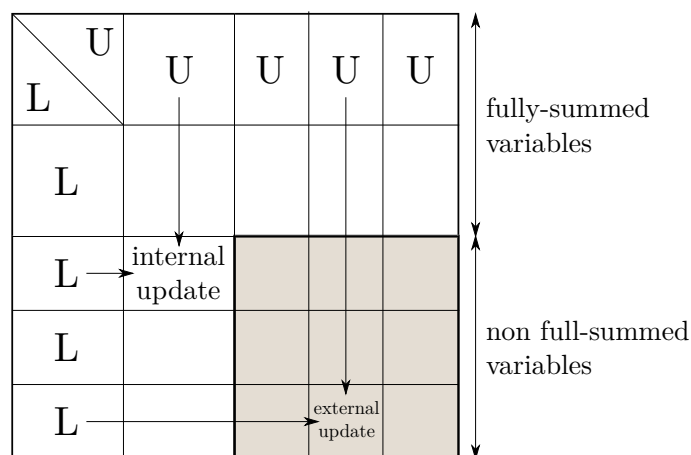 U
L
U
U
U
U
fully-summed
variables
L
L
internal
update
L
non full-summed
variables
L
external
update